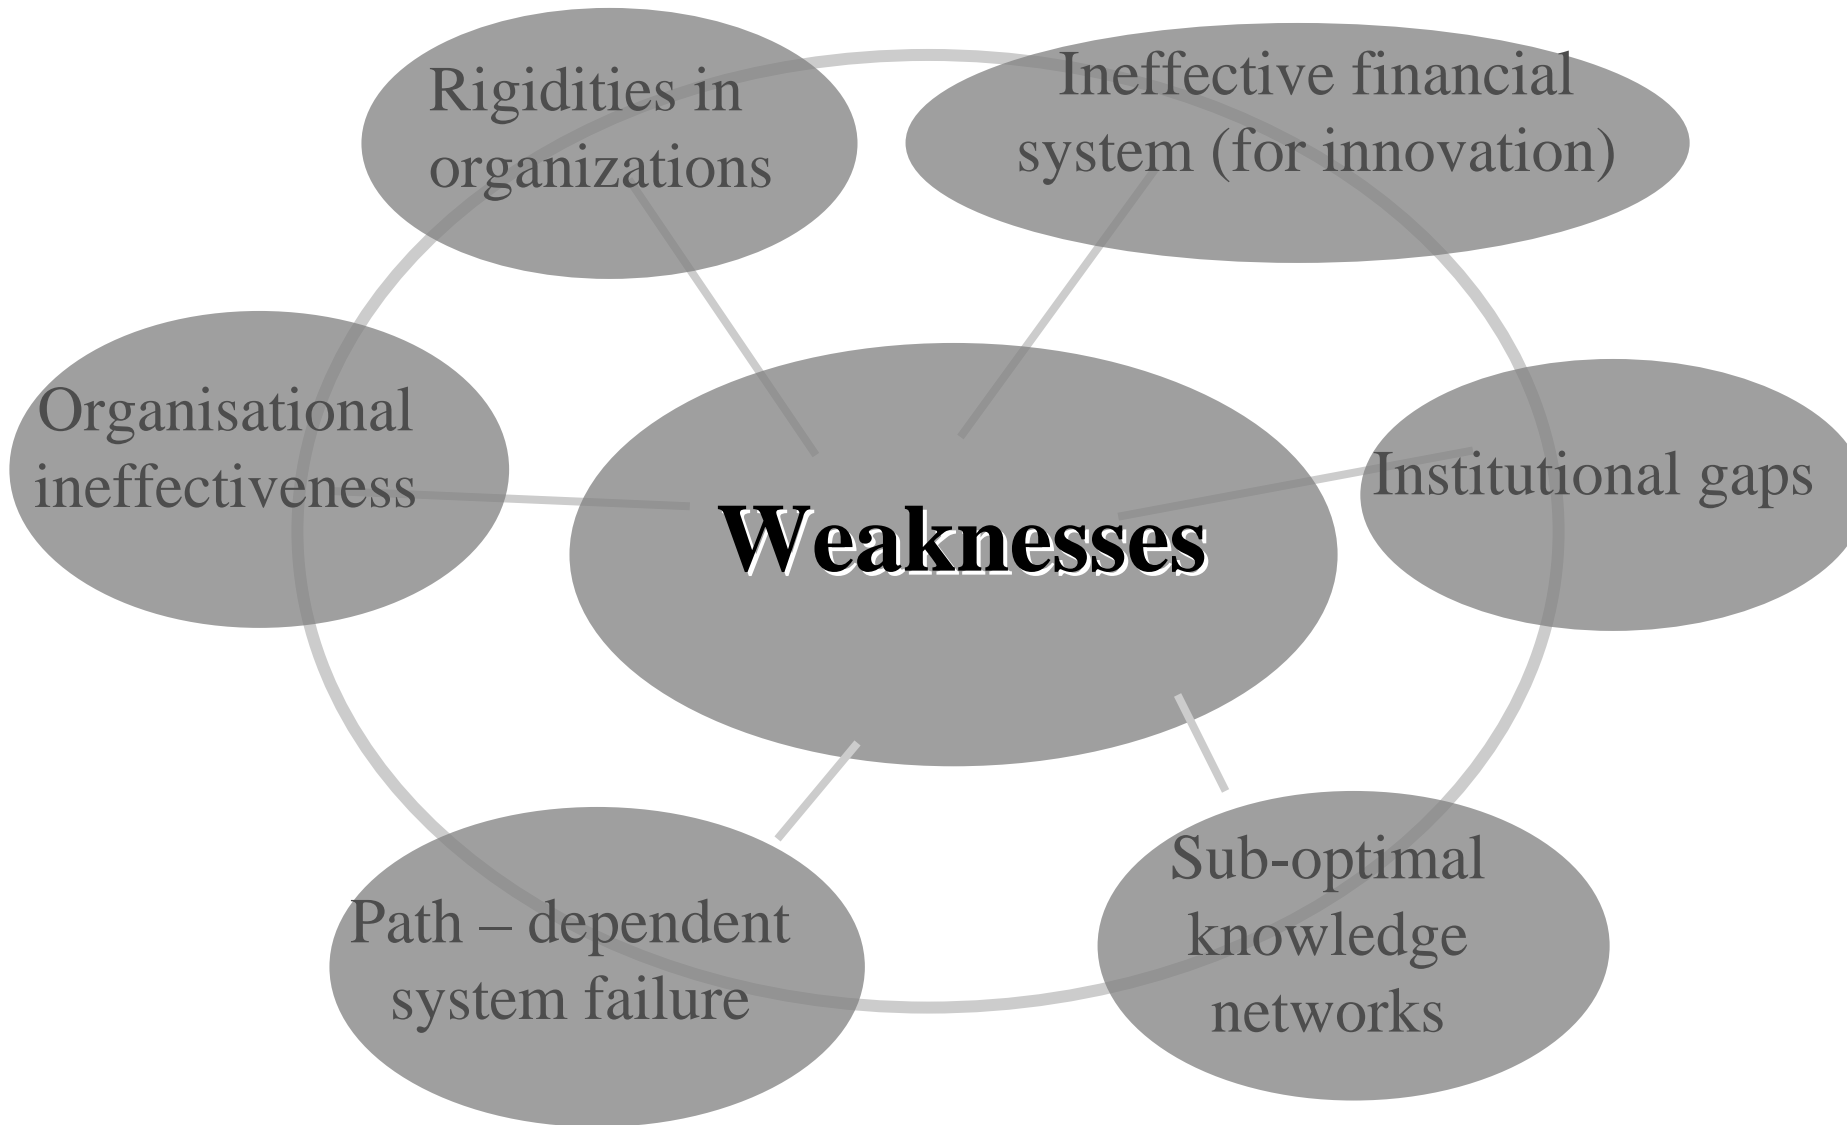 Rigidities in
organizations
Ineffective financial
system (for innovation)
Organisational
ineffectiveness
Weaknesses
Institutional gaps
Path – dependent
system failure
Sub-optimal
knowledge
networks